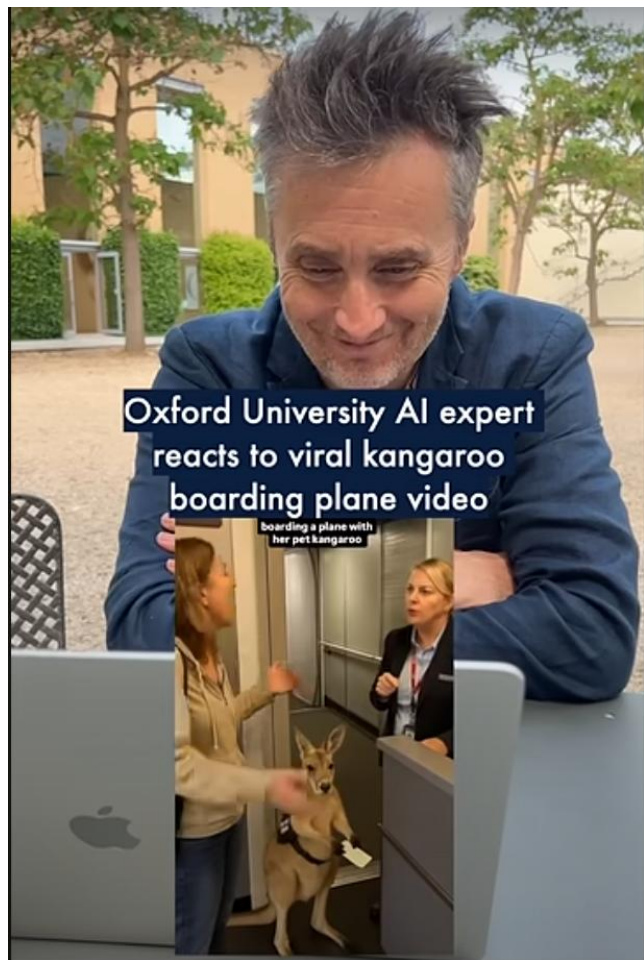 Oxford University AI expert
reacts to viral kangaroo
boarding plane video
boarding a plane with
her pet kangaroo